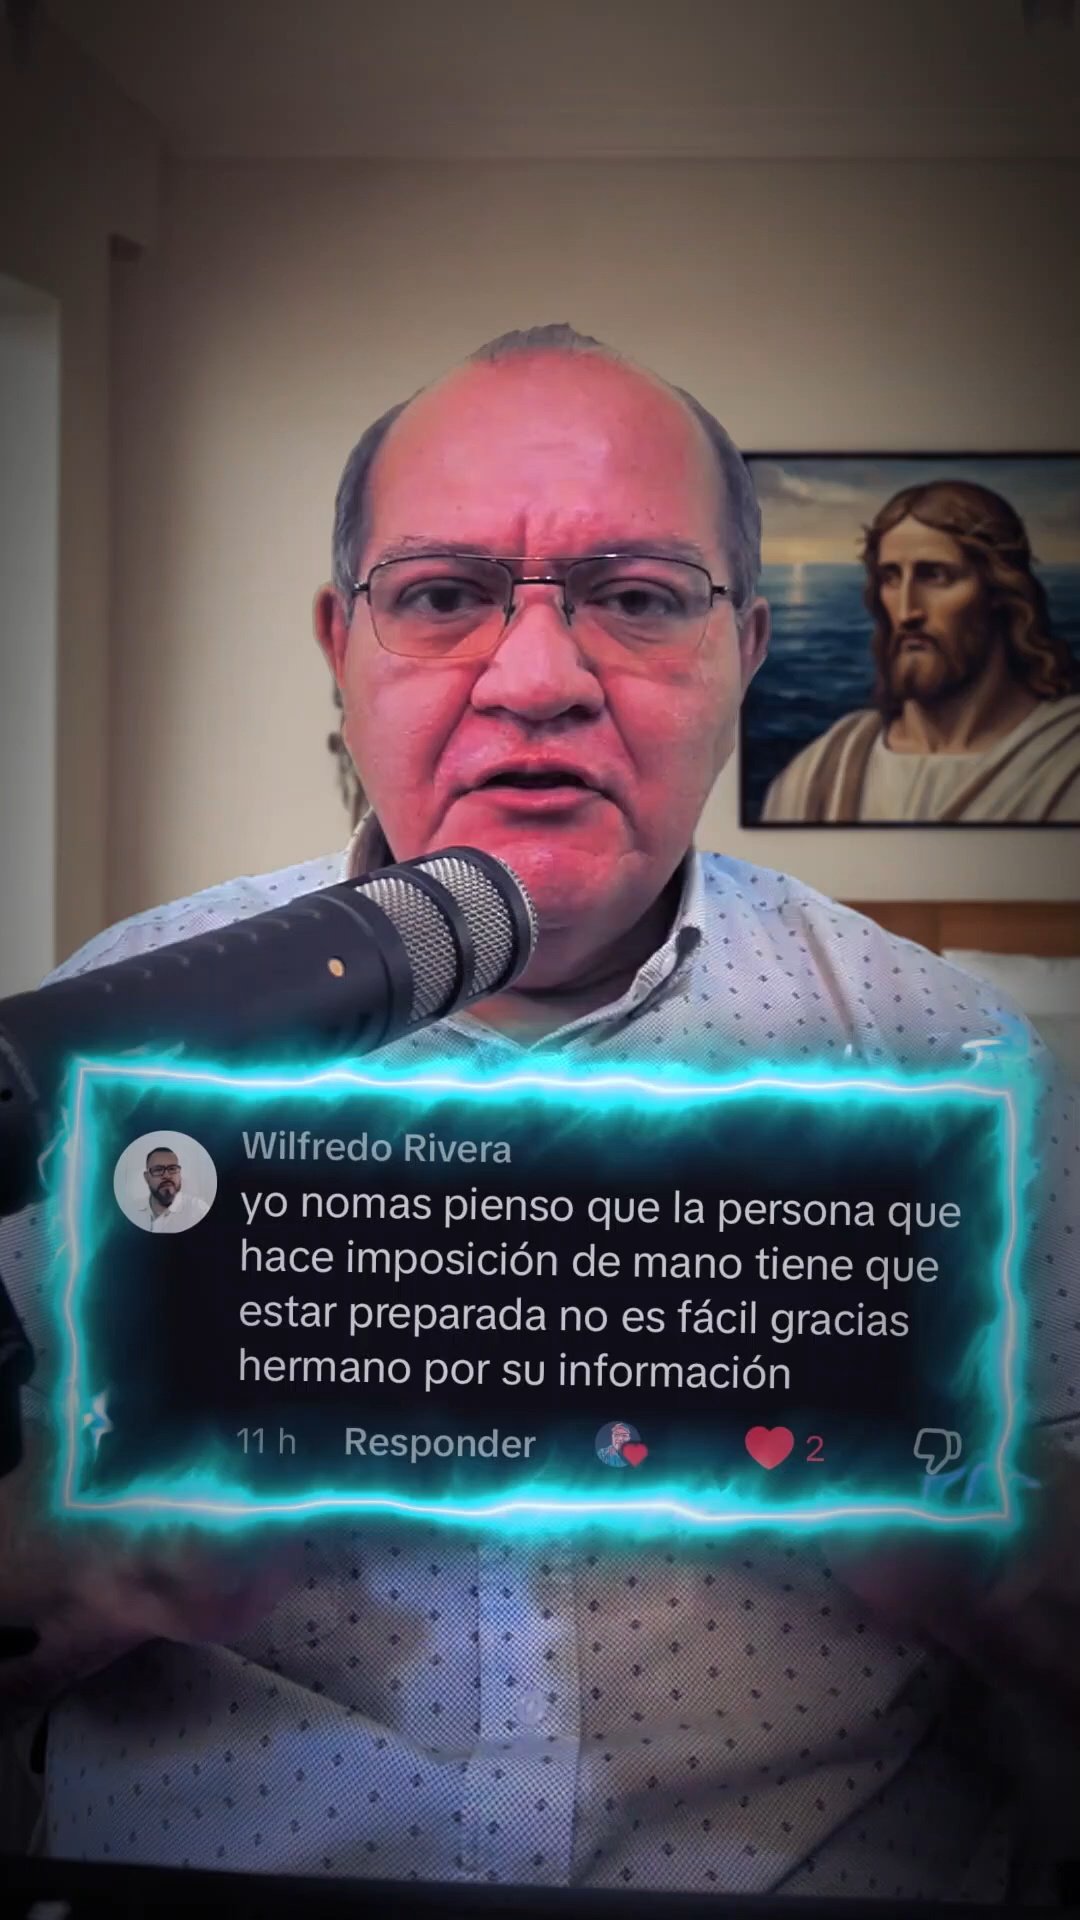 Wilfredo Rivera
yo nomas pienso que la persona que
hace imposición de mano tiene que
estar preparada no es fácil gracias
hermano por su información
11 h Responder 2